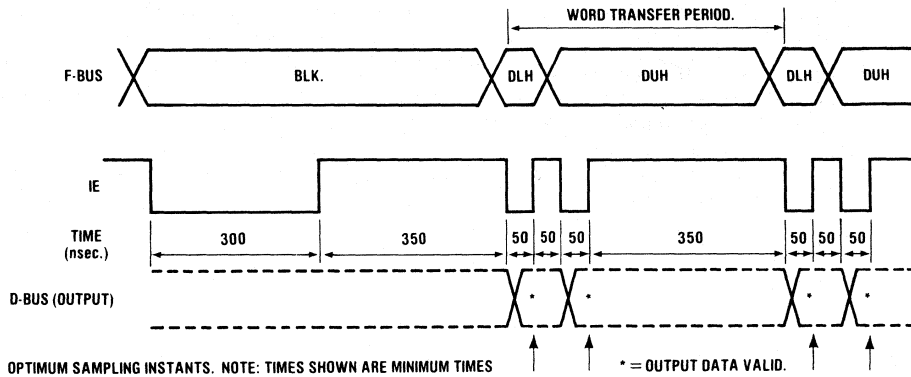 WORD TRANSFER PERIOD.
F-BUS BLK. DLH DUH DLH DUH
IE
TIME (nsec.) 300 350 50 50 50 350 50 50 50
D-BUS (OUTPUT) * * * *
OPTIMUM SAMPLING INSTANTS. NOTE: TIMES SHOWN ARE MINIMUM TIMES * = OUTPUT DATA VALID.